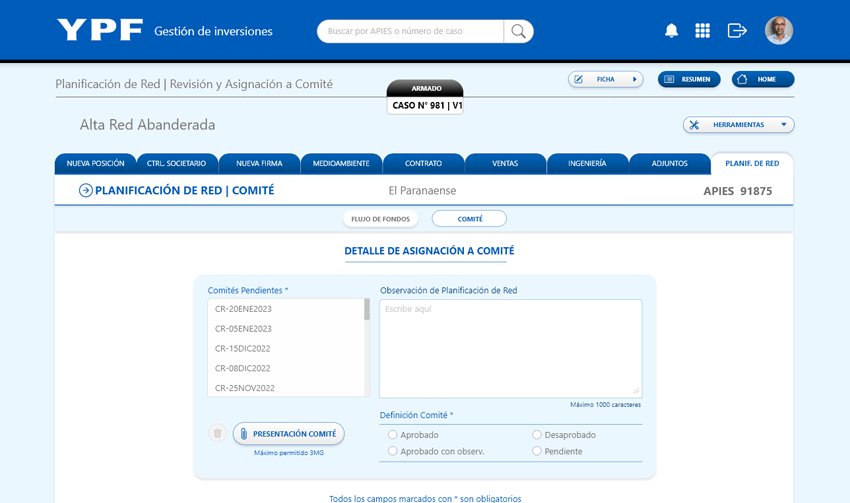 YPF Gestión de inversiones
Buscar por APIES o número de caso
Planificación de Red | Revisión y Asignación a Comité
ARMADO
CASO N° 981 | V1
FICHA
RESUMEN
HOME
Alta Red Abanderada
HERRAMIENTAS
NUEVA POSICIÓN
CTRL. SOCIETARIO
NUEVA FIRMA
MEDIOAMBIENTE
CONTRATO
VENTAS
INGENIERÍA
ADJUNTOS
PLANIF. DE RED
PLANIFICACIÓN DE RED | COMITÉ
El Paranaense
APIES 91875
FLUJO DE FONDOS
COMITÉ
DETALLE DE ASIGNACIÓN A COMITÉ
Comités Pendientes *
CR-20ENE2023
CR-05ENE2023
CR-15DIC2022
CR-08DIC2022
CR-25NOV2022
PRESENTACIÓN COMITÉ
Máximo permitido 3MG
Observación de Planificación de Red
Escribir aquí
Máximo 1000 caracteres
Definición Comité *
Aprobado
Desaprobado
Aprobado con observ.
Pendiente
Todos los campos marcados con * son obligatorios